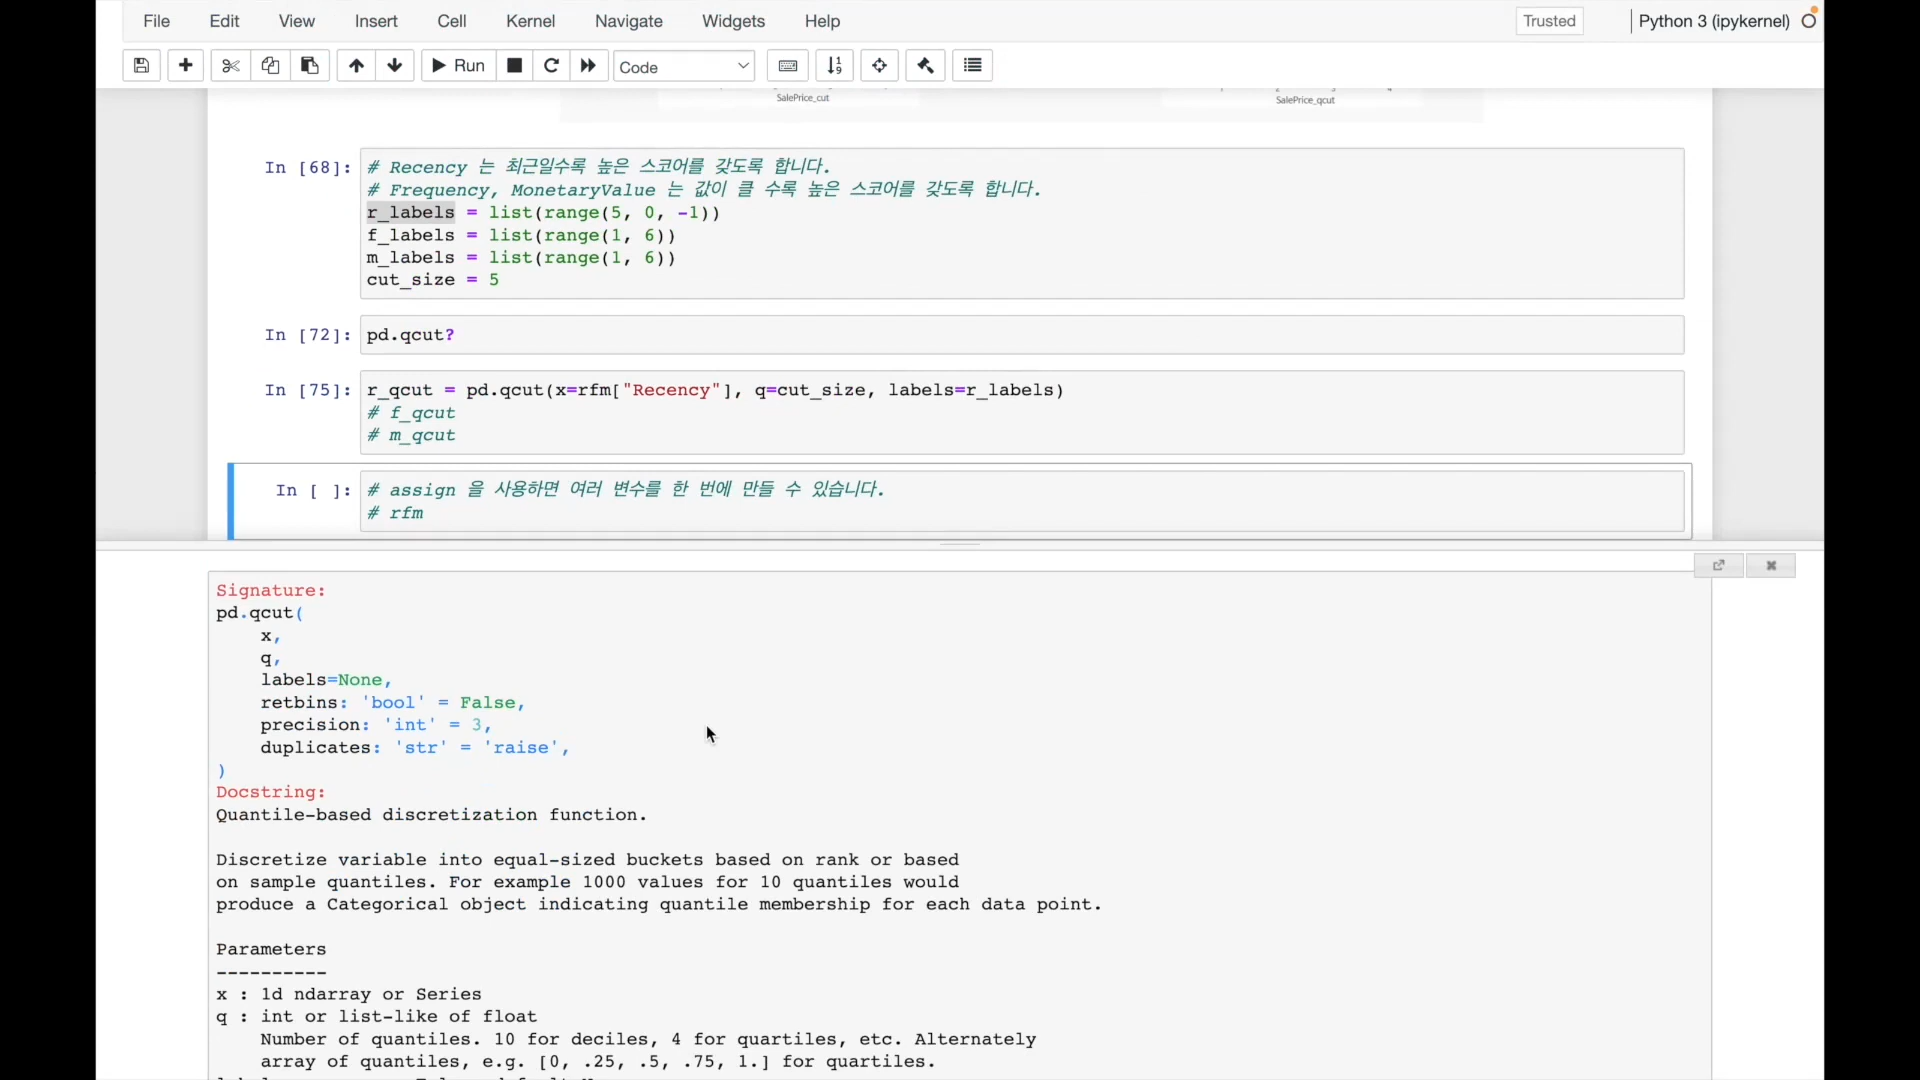 File Edit View Insert Cell Kernel Navigate Widgets Help Trusted Python 3 (ipykernel)
Run Code
SalePrice_cut SalePrice_qcut
In [68]: # Recency 는 최근일수록 높은 스코어를 갖도록 합니다.
# Frequency, MonetaryValue 는 값이 클 수록 높은 스코어를 갖도록 합니다.
r_labels = list(range(5, 0, -1))
f_labels = list(range(1, 6))
m_labels = list(range(1, 6))
cut_size = 5
In [72]: pd.qcut?
In [75]: r_qcut = pd.qcut(x=rfm["Recency"], q=cut_size, labels=r_labels)
# f_qcut
# m_qcut
In [ ]: # assign 을 사용하면 여러 변수를 한 번에 만들 수 있습니다.
# rfm
Signature:
pd.qcut(
x,
q,
labels=None,
retbins: 'bool' = False,
precision: 'int' = 3,
duplicates: 'str' = 'raise',
)
Docstring:
Quantile-based discretization function.
Discretize variable into equal-sized buckets based on rank or based
on sample quantiles. For example 1000 values for 10 quantiles would
produce a Categorical object indicating quantile membership for each data point.
Parameters
----------
x : 1d ndarray or Series
q : int or list-like of float
Number of quantiles. 10 for deciles, 4 for quartiles, etc. Alternately
array of quantiles, e.g. [0, .25, .5, .75, 1.] for quartiles.